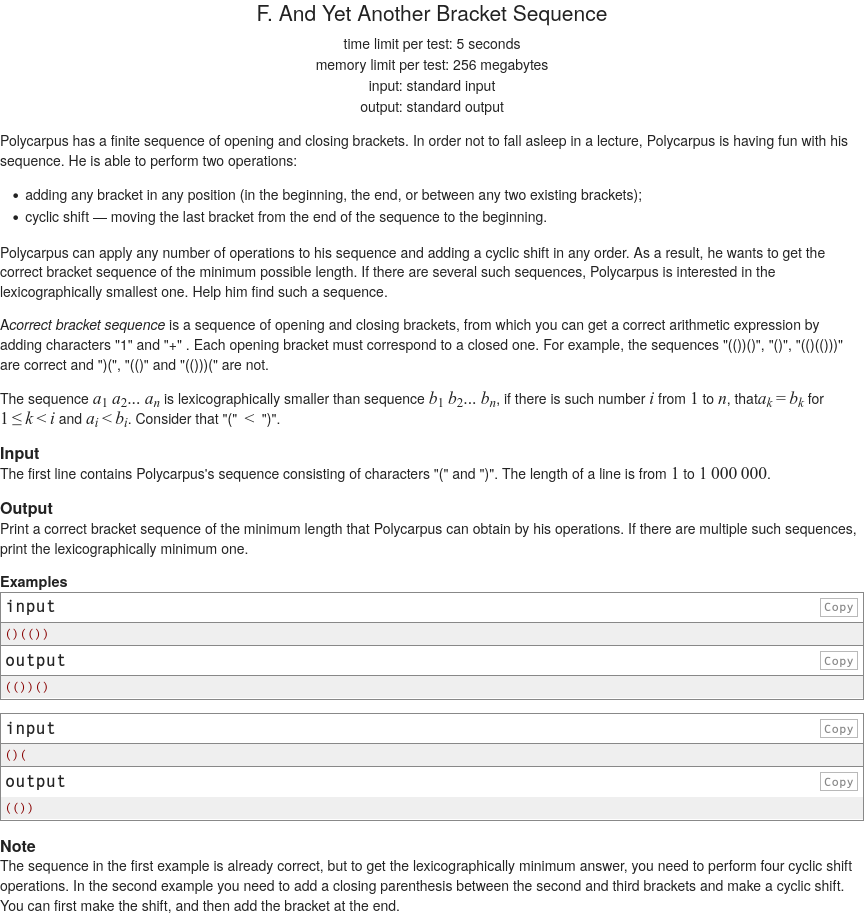 F. And Yet Another Bracket Sequence
time limit per test: 5 seconds
memory limit per test: 256 megabytes
input: standard input
output: standard output
Polycarpus has a finite sequence of opening and closing brackets. In order not to fall asleep in a lecture, Polycarpus is having fun with his
sequence. He is able to perform two operations:
• adding any bracket in any position (in the beginning, the end, or between any two existing brackets);
• cyclic shift — moving the last bracket from the end of the sequence to the beginning.
Polycarpus can apply any number of operations to his sequence and adding a cyclic shift in any order. As a result, he wants to get the
correct bracket sequence of the minimum possible length. If there are several such sequences, Polycarpus is interested in the
lexicographically smallest one. Help him find such a sequence.
Acorrect bracket sequence is a sequence of opening and closing brackets, from which you can get a correct arithmetic expression by
adding characters "1" and "+" . Each opening bracket must correspond to a closed one. For example, the sequences "(())()", "()", "(()(()))"
are correct and ")(", "(()" and "(()))(" are not.
The sequence a1 a2... an is lexicographically smaller than sequence b1 b2... bn, if there is such number i from 1 to n, thatak = bk for
1 ≤ k < i and ai < bi. Consider that "(" < ")".
Input
The first line contains Polycarpus's sequence consisting of characters "(" and ")". The length of a line is from 1 to 1 000 000.
Output
Print a correct bracket sequence of the minimum length that Polycarpus can obtain by his operations. If there are multiple such sequences,
print the lexicographically minimum one.
Examples
input Copy
()(())
output Copy
(())()
input Copy
()(
output Copy
(())
Note
The sequence in the first example is already correct, but to get the lexicographically minimum answer, you need to perform four cyclic shift
operations. In the second example you need to add a closing parenthesis between the second and third brackets and make a cyclic shift.
You can first make the shift, and then add the bracket at the end.